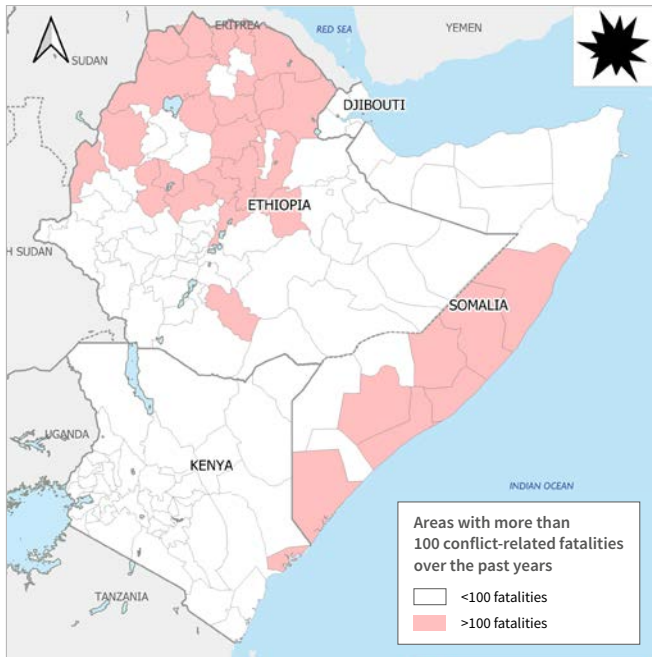 ERITREA
RED SEA
YEMEN
SUDAN
DJIBOUTI
ETHIOPIA
H SUDAN
SOMALIA
UGANDA
KENYA
INDIAN OCEAN
TANZANIA
Areas with more than
100 conflict-related fatalities
over the past years
<100 fatalities
>100 fatalities